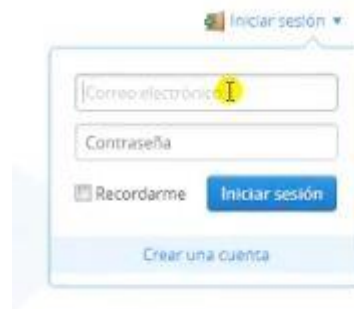 Iniciar sesión
Correo electrónico
Contraseña
Recordarme Iniciar sesión
Crear una cuenta